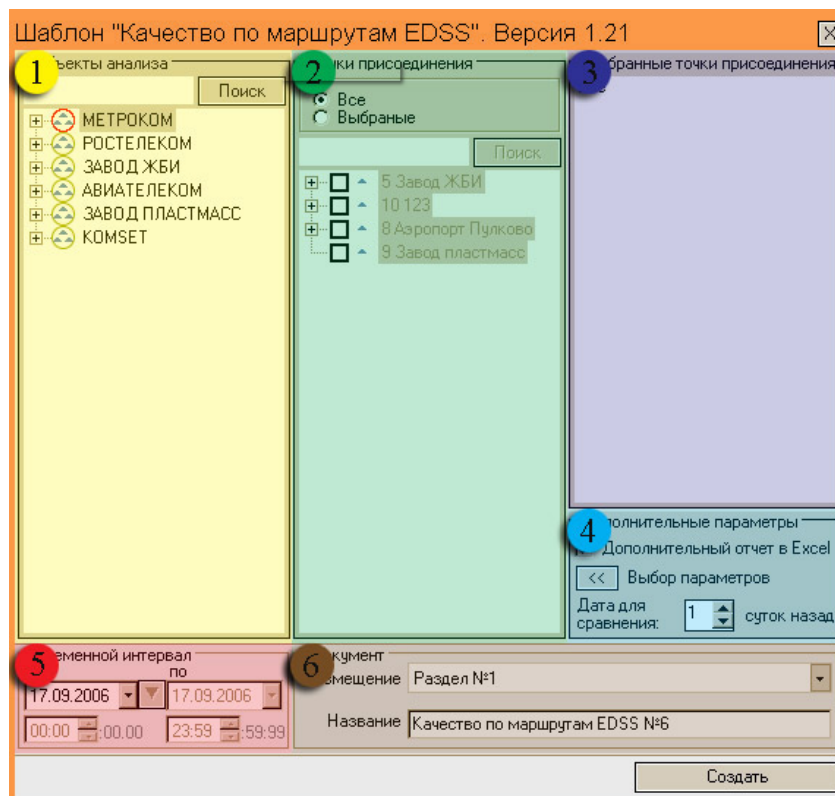 Шаблон "Качество по маршрутам EDSS". Версия 1.21
X
1
ъекты анализа
Поиск
МЕТРОКОМ
РОСТЕЛЕКОМ
ЗАВОД ЖБИ
АВИАТЕЛЕКОМ
ЗАВОД ПЛАСТМАСС
KOMSET
2
ки присоединения
Все
Выбраные
Поиск
5 Завод ЖБИ
10 123
8 Аэропорт Пулково
9 Завод пластмасс
3
бранные точки присоединения
4
олнительные параметры
Дополнительный отчет в Excel
<< Выбор параметров
Дата для сравнения: 1 суток назад
5
еменной интервал
по
17.09.2006 17.09.2006
00:00 :00.00 23:59 :59:99
6
кумент
змещение Раздел №1
Название Качество по маршрутам EDSS №6
Создать